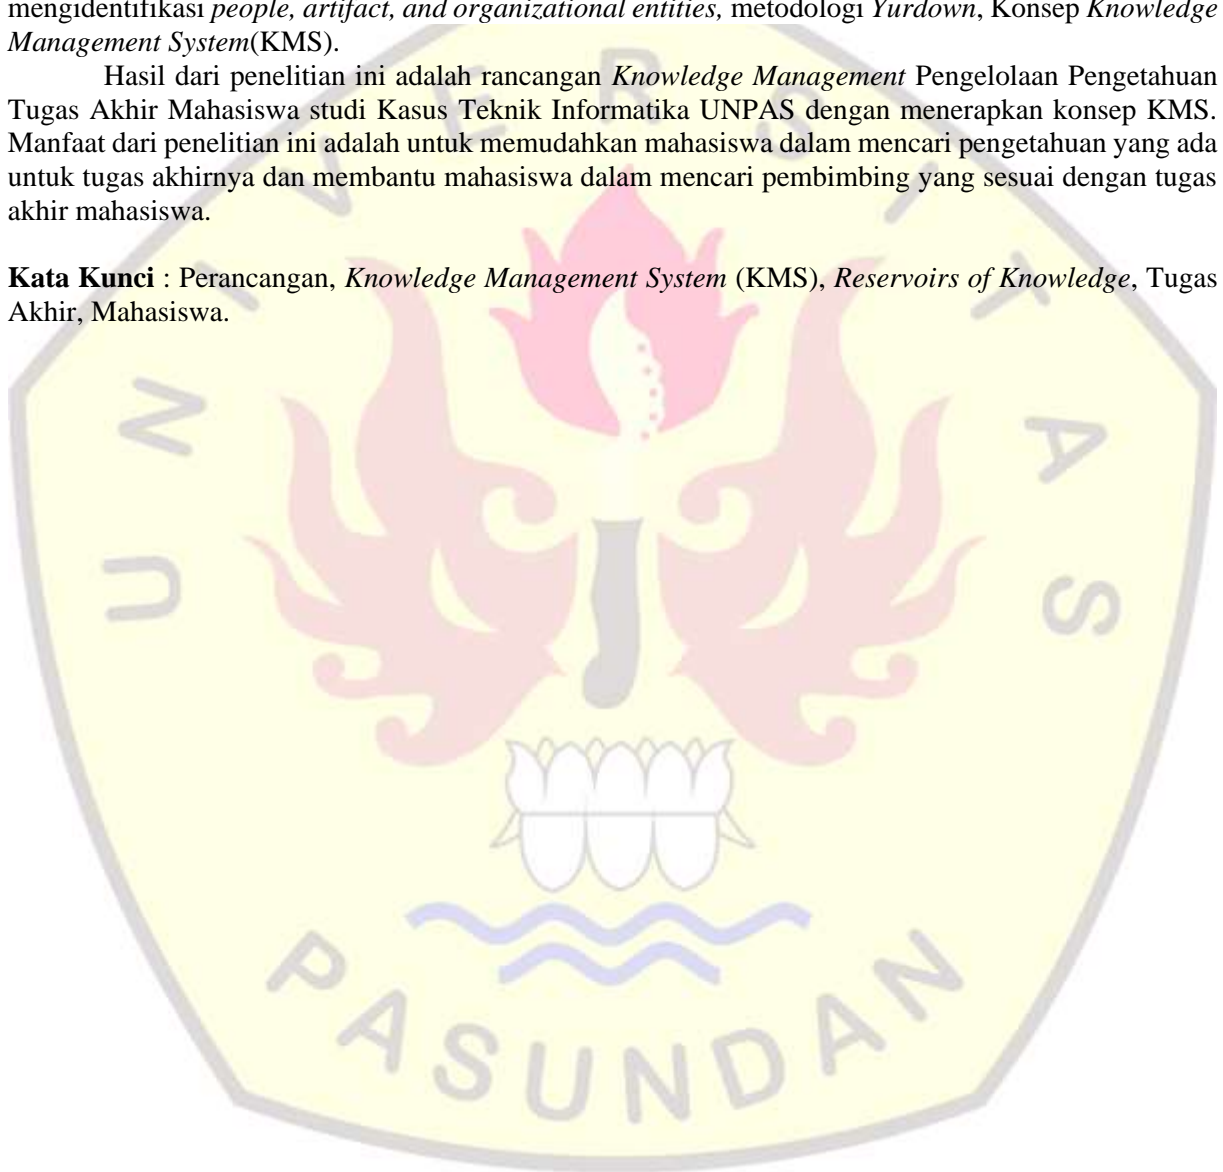 mengidentifikasi people, artifact, and organizational entities, metodologi Yurdown, Konsep Knowledge
Management System(KMS).
Hasil dari penelitian ini adalah rancangan Knowledge Management Pengelolaan Pengetahuan
Tugas Akhir Mahasiswa studi Kasus Teknik Informatika UNPAS dengan menerapkan konsep KMS.
Manfaat dari penelitian ini adalah untuk memudahkan mahasiswa dalam mencari pengetahuan yang ada
untuk tugas akhirnya dan membantu mahasiswa dalam mencari pembimbing yang sesuai dengan tugas
akhir mahasiswa.
Kata Kunci : Perancangan, Knowledge Management System (KMS), Reservoirs of Knowledge, Tugas
Akhir, Mahasiswa.
UNIVERSITAS
PASUNDAN